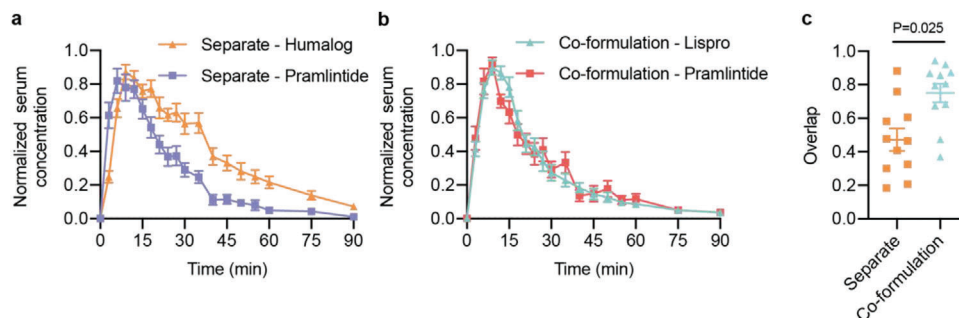 a
Separate - Humalog
Separate - Pramlintide
Normalized serum
concentration
1.0
0.8
0.6
0.4
0.2
0.0
0 15 30 45 60 75 90
Time (min)
b
Co-formulation - Lispro
Co-formulation - Pramlintide
Normalized serum
concentration
1.0
0.8
0.6
0.4
0.2
0.0
0 15 30 45 60 75 90
Time (min)
c
P=0.025
Overlap
1.0
0.8
0.6
0.4
0.2
0.0
Separate
Co-formulation